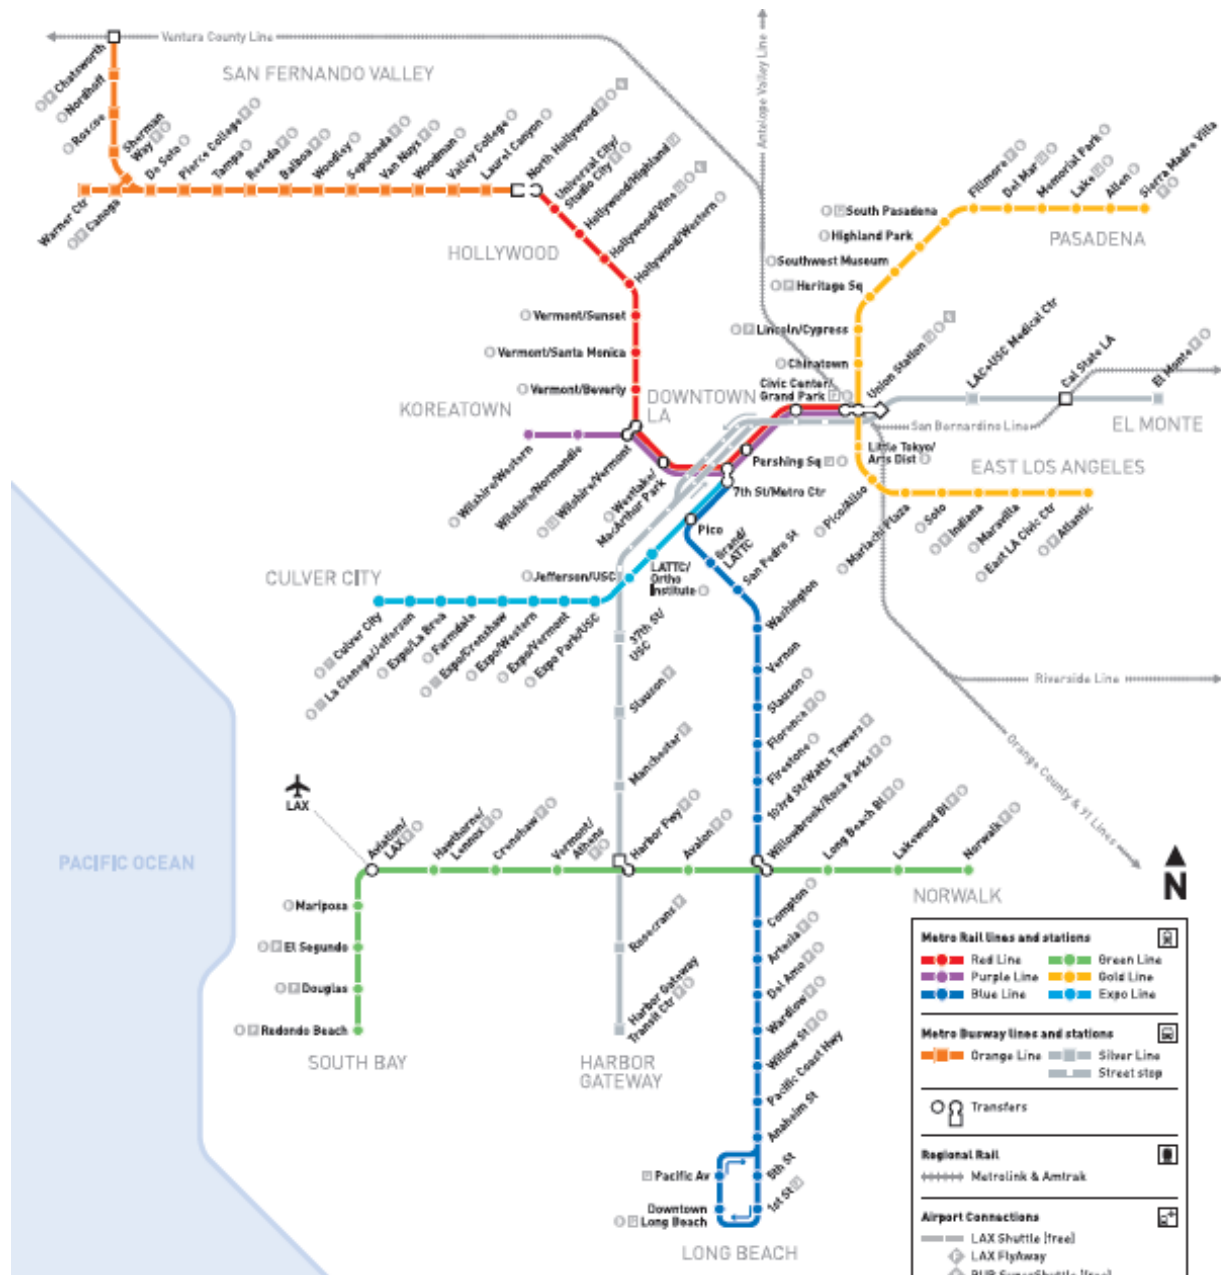 Ventura County Line
SAN FERNANDO VALLEY
Antelope Valley Line
Chatsworth
Nordhoff
Roscoe
Sherman
Way
Warner Ctr
Canoga
De Soto
Pierce College
Tampa
Reseda
Balboa
Woodley
Sepulveda
Van Nuys
Woodman
Valley College
Laurel Canyon
North Hollywood
Universal City/
Studio City
Hollywood/Highland
Hollywood/Vine
Hollywood/Western
HOLLYWOOD
Vermont/Sunset
Vermont/Santa Monica
Vermont/Beverly
KOREATOWN
DOWNTOWN
LA
Civic Center/
Grand Park
Fillmore
Del Mar
Memorial Park
Lake
Allen
Sierra Madre Villa
PASADENA
South Pasadena
Highland Park
Southwest Museum
Heritage Sq
Lincoln/Cypress
Chinatown
Union Station
LAC+USC Medical Ctr
Cal State LA
El Monte
EL MONTE
San Bernardino Line
Little Tokyo/
Arts Dist
EAST LOS ANGELES
Wilshire/Western
Wilshire/Normandie
Wilshire/Vermont
Westlake/
MacArthur Park
Pershing Sq
7th St/Metro Ctr
Pico/Aliso
Mariachi Plaza
Soto
Indiana
Maravilla
East LA Civic Ctr
Atlantic
Pico
Grand/
LATTC
San Pedro St
CULVER CITY
Jefferson/USC
LATTC/
Ortho
Institute
Culver City
La Cienega/Jefferson
Expo/La Brea
Farmdale
Expo/Crenshaw
Expo/Western
Expo/Vermont
Expo Park/USC
37th St/
USC
Slauson
Manchester
Washington
Vernon
Slauson
Florence
Firestone
103rd St/Watts Towers
Willowbrook/Rosa Parks
Riverside Line
Orange County & 91 Lines
LAX
PACIFIC OCEAN
Aviation/
LAX
Hawthorne/
Lennox
Crenshaw
Vermont/
Athens
Harbor Fwy
Avalon
Long Beach Bl
Lakewood Bl
Norwalk
NORWALK
N
Mariposa
El Segundo
Douglas
Redondo Beach
SOUTH BAY
Rosecrans
Harbor Gateway
Transit Ctr
HARBOR
GATEWAY
Compton
Artesia
Del Amo
Wardlow
Willow St
Pacific Coast Hwy
Anaheim St
5th St
1st St
Pacific Av
Downtown
Long Beach
LONG BEACH
Metro Rail lines and stations
Red Line
Green Line
Purple Line
Gold Line
Blue Line
Expo Line
Metro Busway lines and stations
Orange Line
Silver Line
Street stop
Transfers
Regional Rail
Metrolink & Amtrak
Airport Connections
LAX Shuttle (free)
LAX FlyAway
BUR SuperShuttle (free)